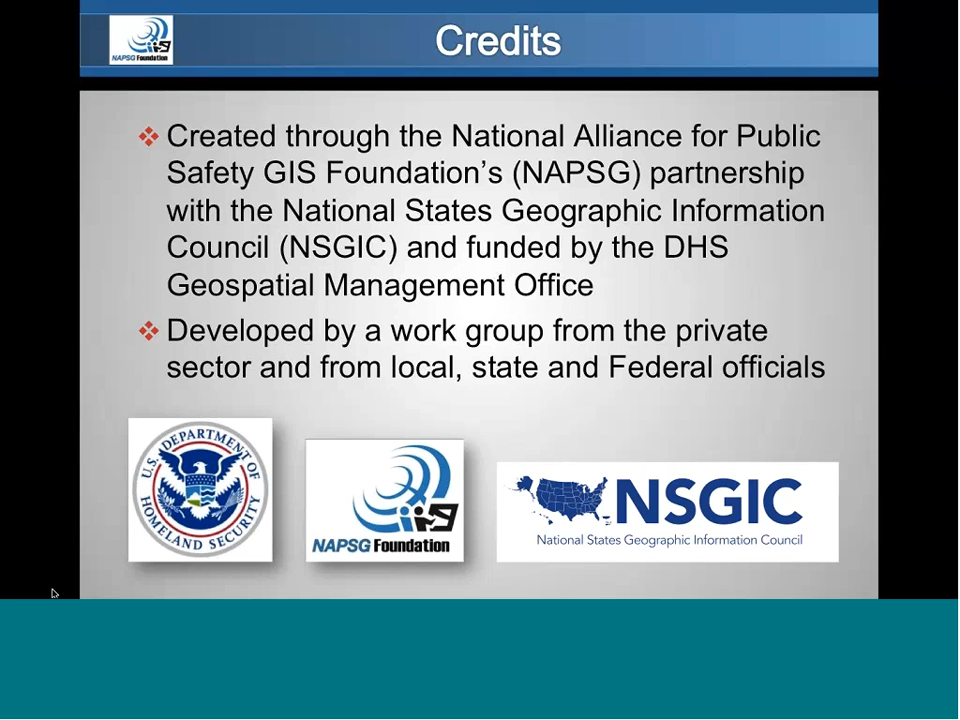 NAPSG Foundation
Credits
Created through the National Alliance for Public
Safety GIS Foundation’s (NAPSG) partnership
with the National States Geographic Information
Council (NSGIC) and funded by the DHS
Geospatial Management Office
Developed by a work group from the private
sector and from local, state and Federal officials
U.S. DEPARTMENT OF
HOMELAND SECURITY
NAPSG Foundation
NSGIC
National States Geographic Information Council